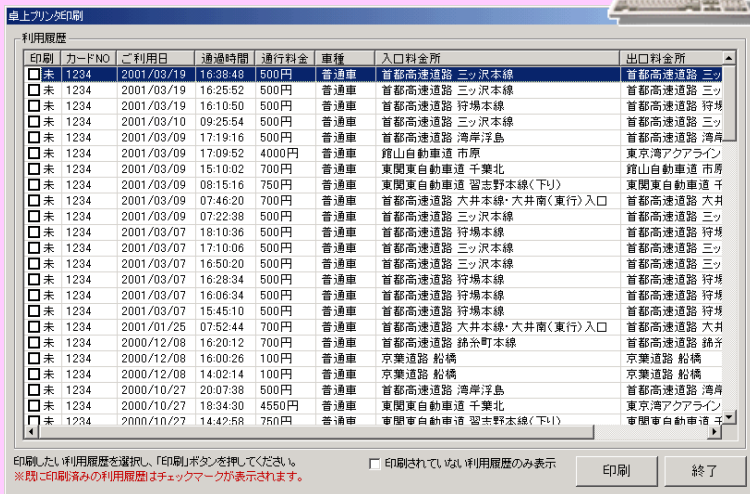 卓上プリンタ印刷
利用履歴
印刷 カードNO ご利用日 通過時間 通行料金 車種 入口料金所 出口料金所
未 1234 2001/03/19 16:38:48 500円 普通車 首都高速道路 三ッ沢本線 首都高速道路 三ッ
未 1234 2001/03/19 16:25:52 500円 普通車 首都高速道路 三ッ沢本線 首都高速道路 三ッ
未 1234 2001/03/19 16:10:50 500円 普通車 首都高速道路 狩場本線 首都高速道路 狩場
未 1234 2001/03/10 09:25:54 500円 普通車 首都高速道路 三ッ沢本線 首都高速道路 三ッ
未 1234 2001/03/09 17:19:16 500円 普通車 首都高速道路 湾岸浮島 首都高速道路 湾岸
未 1234 2001/03/09 17:09:52 4000円 普通車 館山自動車道 市原 東京湾アクアライン
未 1234 2001/03/09 15:10:02 700円 普通車 東関東自動車道 千葉北 館山自動車道 市原
未 1234 2001/03/09 08:15:16 750円 普通車 東関東自動車道 習志野本線(下り) 東関東自動車道 千
未 1234 2001/03/09 07:46:20 700円 普通車 首都高速道路 大井本線・大井南(東行)入口 首都高速道路 大井
未 1234 2001/03/09 07:22:38 500円 普通車 首都高速道路 三ッ沢本線 首都高速道路 三ッ
未 1234 2001/03/07 18:10:36 500円 普通車 首都高速道路 狩場本線 首都高速道路 狩場
未 1234 2001/03/07 17:10:06 500円 普通車 首都高速道路 三ッ沢本線 首都高速道路 三ッ
未 1234 2001/03/07 16:50:20 500円 普通車 首都高速道路 三ッ沢本線 首都高速道路 三ッ
未 1234 2001/03/07 16:28:34 500円 普通車 首都高速道路 狩場本線 首都高速道路 狩場
未 1234 2001/03/07 16:06:34 500円 普通車 首都高速道路 狩場本線 首都高速道路 狩場
未 1234 2001/03/07 15:45:10 500円 普通車 首都高速道路 狩場本線 首都高速道路 狩場
未 1234 2001/01/25 07:52:44 700円 普通車 首都高速道路 大井本線・大井南(東行)入口 首都高速道路 大井
未 1234 2000/12/08 16:20:12 700円 普通車 首都高速道路 錦糸町本線 首都高速道路 錦糸
未 1234 2000/12/08 16:00:26 100円 普通車 京葉道路 船橋 京葉道路 船橋
未 1234 2000/12/08 14:02:14 100円 普通車 京葉道路 船橋 京葉道路 船橋
未 1234 2000/10/27 20:07:38 500円 普通車 首都高速道路 湾岸浮島 首都高速道路 湾岸
未 1234 2000/10/27 18:34:30 4550円 普通車 東関東自動車道 千葉北 東京湾アクアライン
未 1234 2000/10/27 14:42:58 750円 普通車 東関東自動車道 習志野本線(下り) 東関東自動車道 千
印刷したい利用履歴を選択し、「印刷」ボタンを押してください。
※既に印刷済みの利用履歴はチェックマークが表示されます。
印刷されていない利用履歴のみ表示
印刷
終了